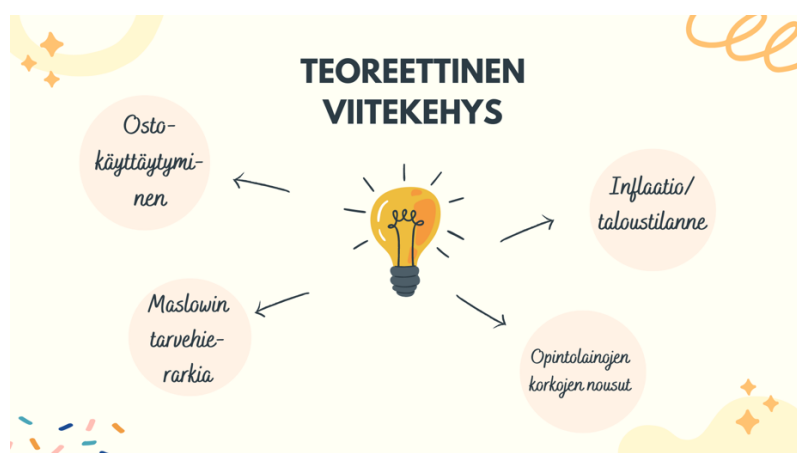 TEOREETTINEN
VIITEKEHYS
Osto-
käyttäytymi-
nen
Inflaatio/
taloustilanne
Maslowin
tarvehie-
rarkia
Opintolainojen
korkojen nousut